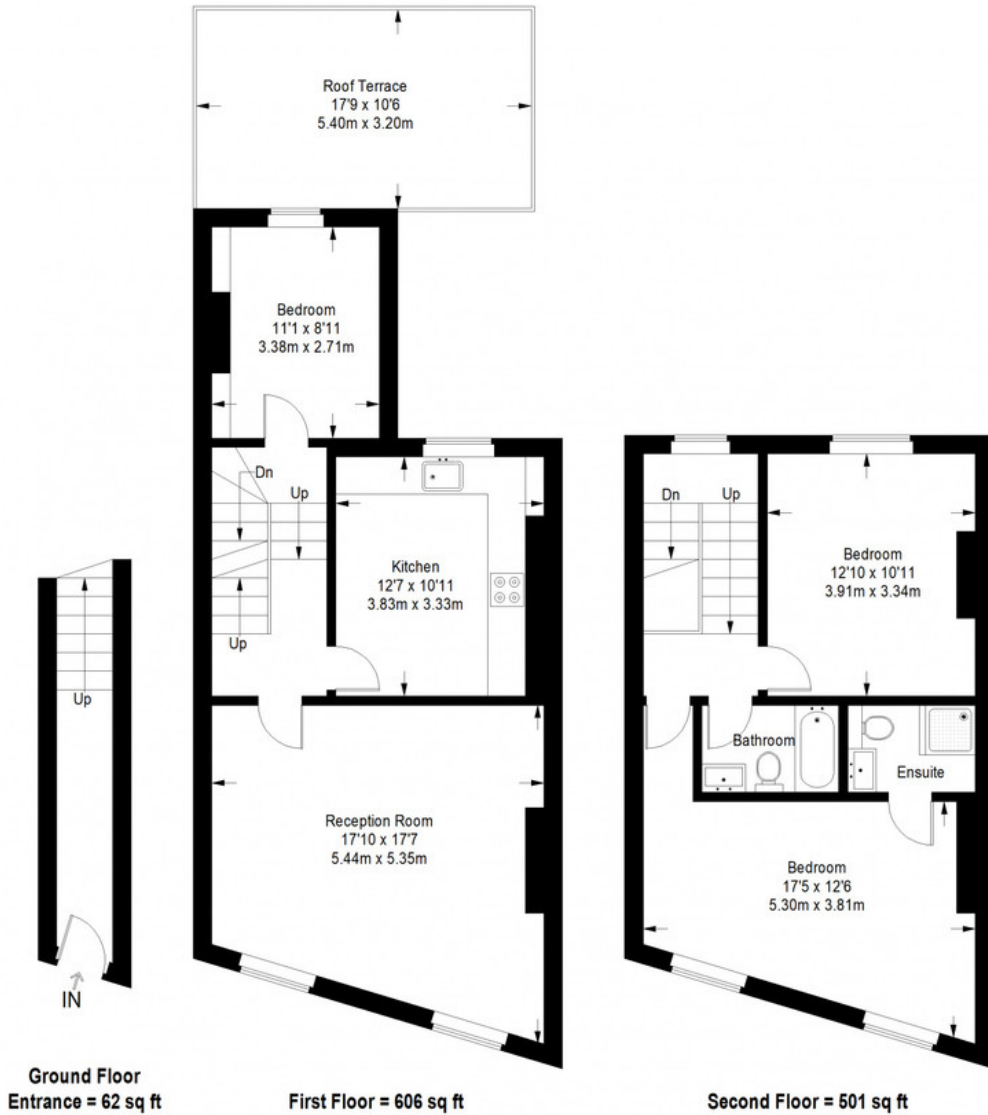 Roof Terrace
17'9 x 10'6
5.40m x 3.20m
Bedroom
11'1 x 8'11
3.38m x 2.71m
Dn
Up
Up
Kitchen
12'7 x 10'11
3.83m x 3.33m
Reception Room
17'10 x 17'7
5.44m x 5.35m
Dn
Up
Bedroom
12'10 x 10'11
3.91m x 3.34m
Bathroom
Ensuite
Bedroom
17'5 x 12'6
5.30m x 3.81m
Up
IN
Ground Floor
Entrance = 62 sq ft
First Floor = 606 sq ft
Second Floor = 501 sq ft